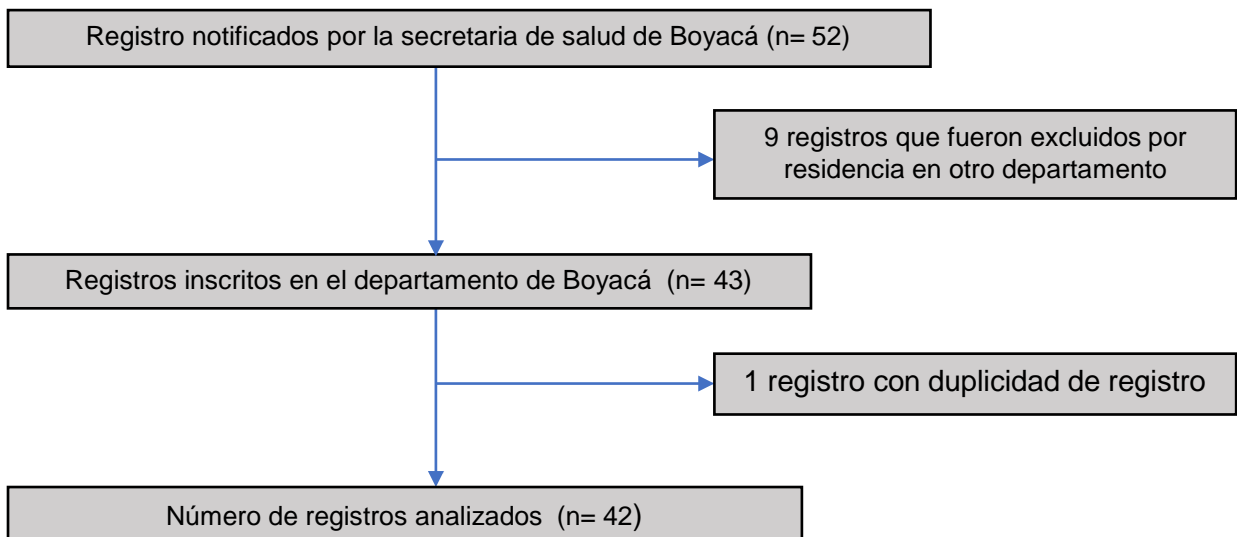 Registro notificados por la secretaria de salud de Boyacá (n= 52)
9 registros que fueron excluidos por
residencia en otro departamento
Registros inscritos en el departamento de Boyacá (n= 43)
1 registro con duplicidad de registro
Número de registros analizados (n= 42)